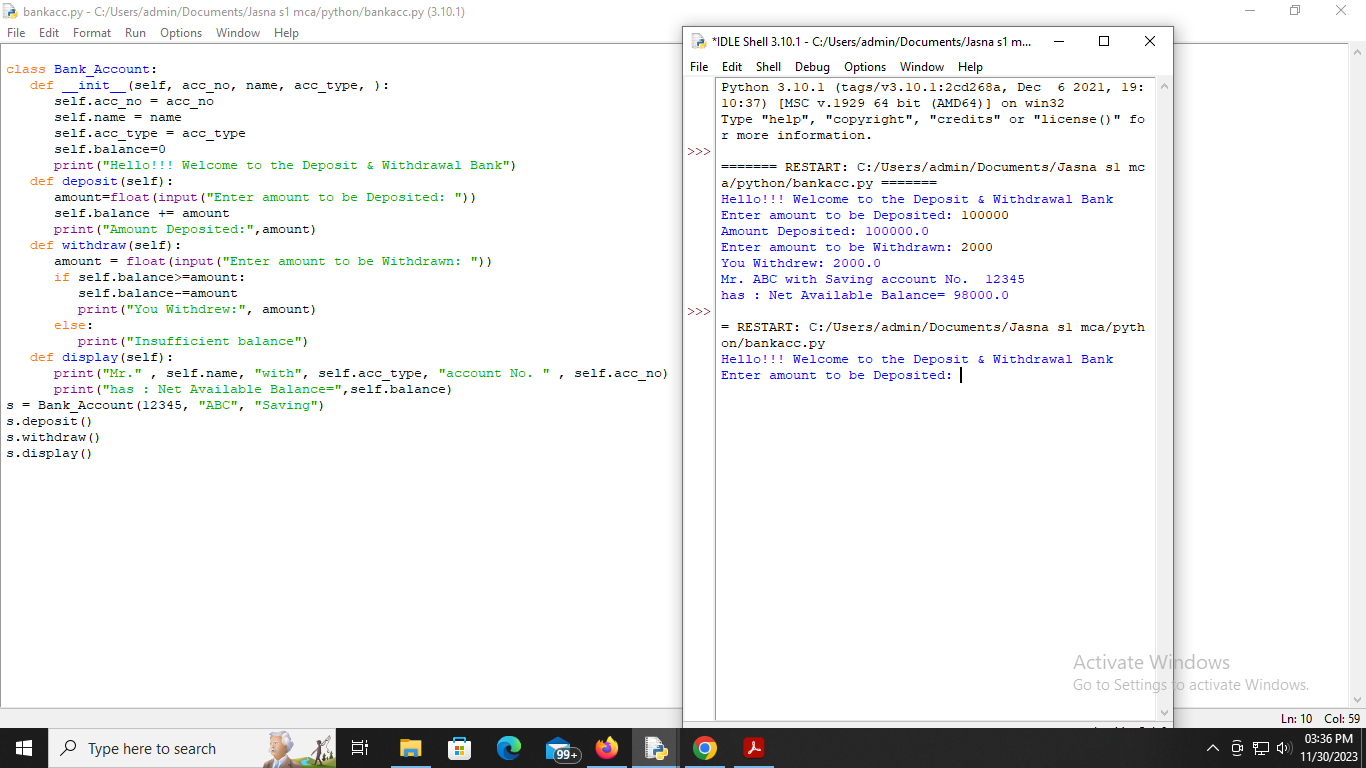 bankacc.py - C:/Users/admin/Documents/Jasna s1 mca/python/bankacc.py (3.10.1)
File Edit Format Run Options Window Help
class Bank_Account:
def __init__(self, acc_no, name, acc_type, ):
self.acc_no = acc_no
self.name = name
self.acc_type = acc_type
self.balance=0
print("Hello!!! Welcome to the Deposit & Withdrawal Bank")
def deposit(self):
amount=float(input("Enter amount to be Deposited: "))
self.balance += amount
print("Amount Deposited:",amount)
def withdraw(self):
amount = float(input("Enter amount to be Withdrawn: "))
if self.balance>=amount:
self.balance-=amount
print("You Withdrew:", amount)
else:
print("Insufficient balance")
def display(self):
print("Mr." , self.name, "with", self.acc_type, "account No. " , self.acc_no)
print("has : Net Available Balance=",self.balance)
s = Bank_Account(12345, "ABC", "Saving")
s.deposit()
s.withdraw()
s.display()
*IDLE Shell 3.10.1 - C:/Users/admin/Documents/Jasna s1 m...
File Edit Shell Debug Options Window Help
Python 3.10.1 (tags/v3.10.1:2cd268a, Dec  6 2021, 19:
10:37) [MSC v.1929 64 bit (AMD64)] on win32
Type "help", "copyright", "credits" or "license()" fo
r more information.
>>>
======= RESTART: C:/Users/admin/Documents/Jasna s1 mc
a/python/bankacc.py =======
Hello!!! Welcome to the Deposit & Withdrawal Bank
Enter amount to be Deposited: 100000
Amount Deposited: 100000.0
Enter amount to be Withdrawn: 2000
You Withdrew: 2000.0
Mr. ABC with Saving account No.  12345
has : Net Available Balance= 98000.0
>>>
= RESTART: C:/Users/admin/Documents/Jasna s1 mca/pyth
on/bankacc.py
Hello!!! Welcome to the Deposit & Withdrawal Bank
Enter amount to be Deposited:
Activate Windows
Go to Settings to activate Windows.
Ln: 10 Col: 59
Type here to search
99+
03:36 PM
11/30/2023